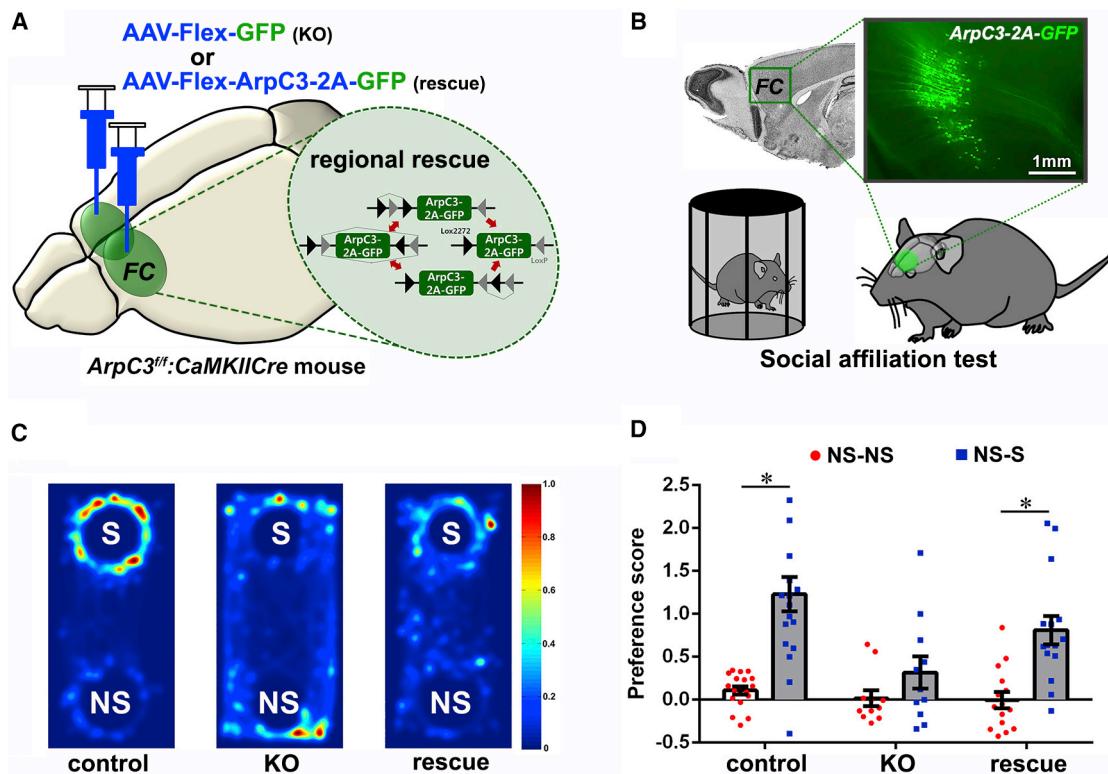 A
AAV-Flex-GFP (KO)
or
AAV-Flex-ArpC3-2A-GFP (rescue)
regional rescue
ArpC3-
2A-GFP
Lox2272
ArpC3-
2A-GFP
ArpC3-
2A-GFP
LoxP
ArpC3-
2A-GFP
FC
ArpC3f/f:CaMKIICre mouse
B
ArpC3-2A-GFP
FC
1mm
Social affiliation test
C
S
NS
control
S
NS
KO
S
NS
rescue
1.0
0.8
0.6
0.4
0.2
0
D
NS-NS
NS-S
Preference score
2.5
2.0
1.5
1.0
0.5
0.0
-0.5
*
*
control
KO
rescue